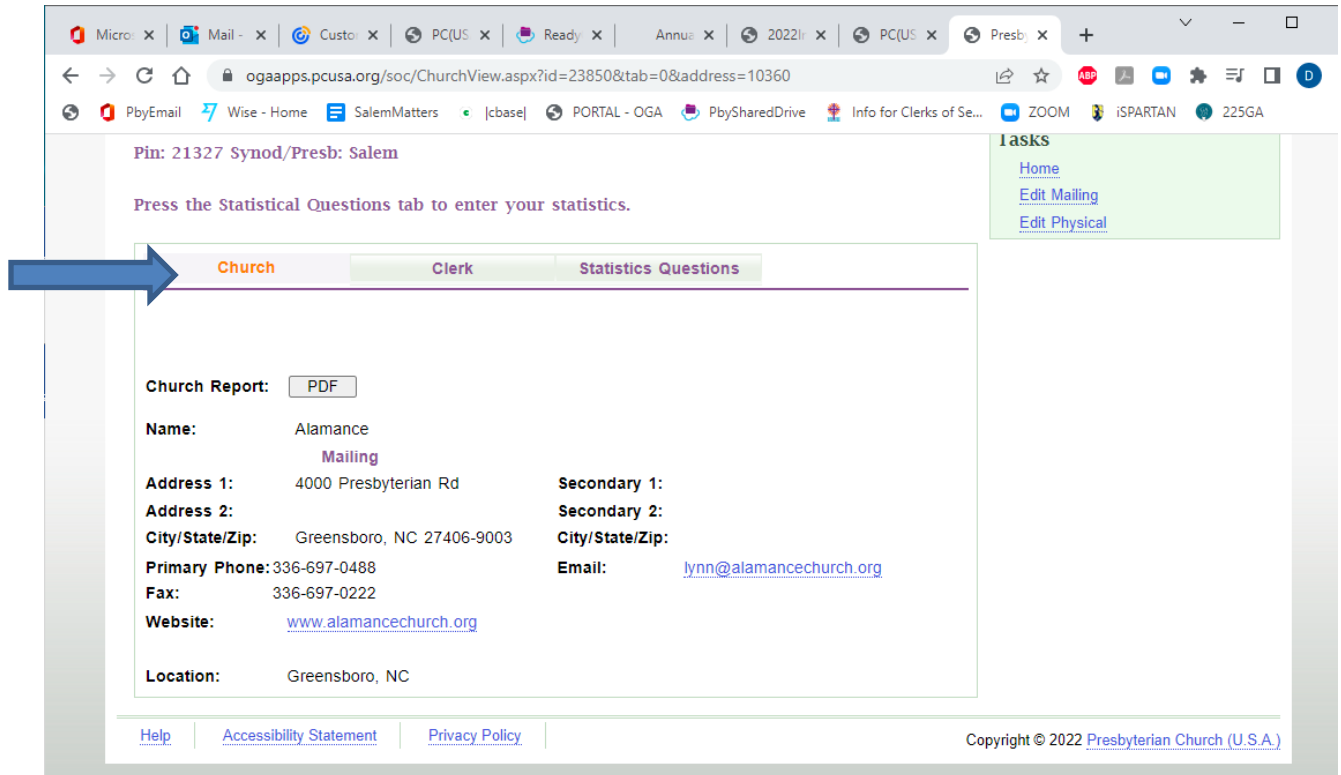 Micro: Mail - Custo PC(US Ready Annua 2022Ir PC(US Presby
ogaapps.pcusa.org/soc/ChurchView.aspx?id=23850&tab=0&address=10360 ABP D
PbyEmail Wise - Home SalemMatters |cbase| PORTAL - OGA PbySharedDrive Info for Clerks of Se... ZOOM iSPARTAN 225GA
Pin: 21327 Synod/Presb: Salem
Press the Statistical Questions tab to enter your statistics.
Tasks
Home
Edit Mailing
Edit Physical
Church Clerk Statistics Questions
Church Report: PDF
Name: Alamance
Mailing
Address 1: 4000 Presbyterian Rd Secondary 1:
Address 2: Secondary 2:
City/State/Zip: Greensboro, NC 27406-9003 City/State/Zip:
Primary Phone: 336-697-0488 Email: lynn@alamancechurch.org
Fax: 336-697-0222
Website: www.alamancechurch.org
Location: Greensboro, NC
Help Accessibility Statement Privacy Policy Copyright © 2022 Presbyterian Church (U.S.A.)